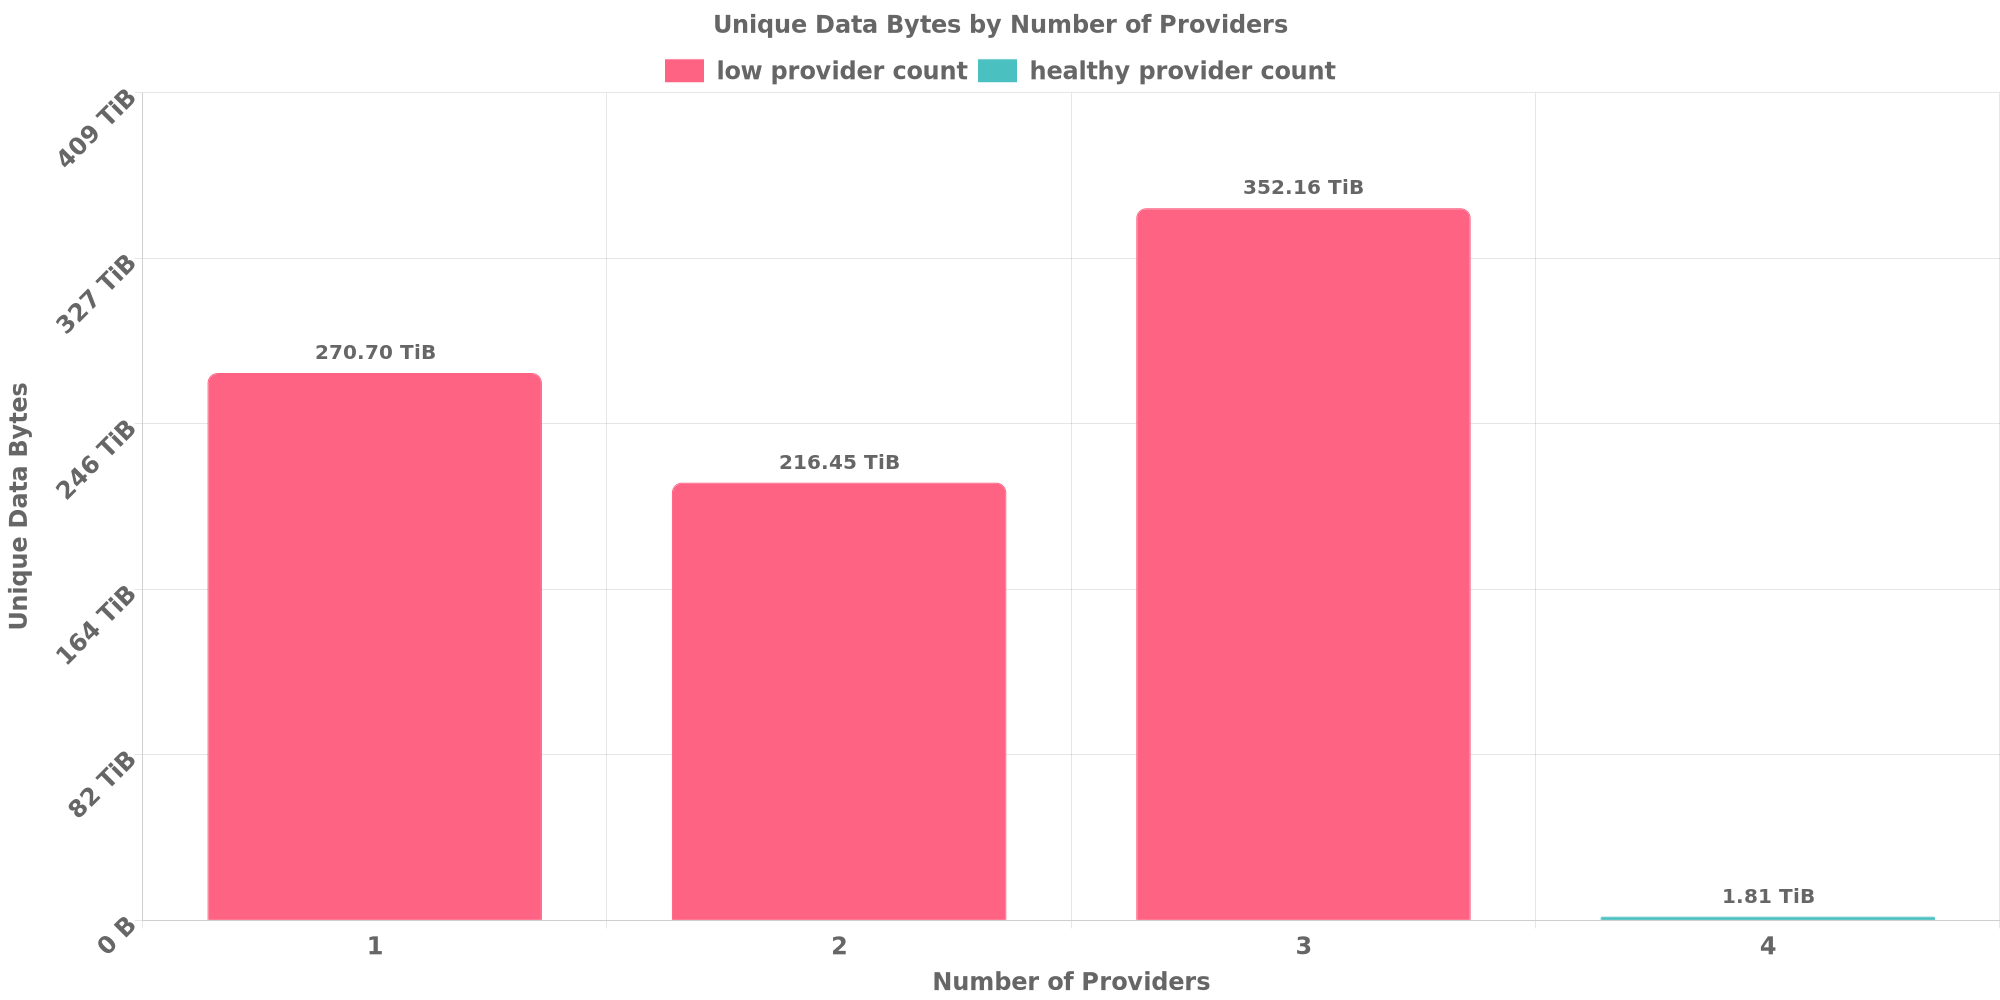 Unique Data Bytes by Number of Providers
low provider count healthy provider count
409 TiB
327 TiB
246 TiB
164 TiB
82 TiB
0 B
Unique Data Bytes
270.70 TiB
216.45 TiB
352.16 TiB
1.81 TiB
1 2 3 4
Number of Providers